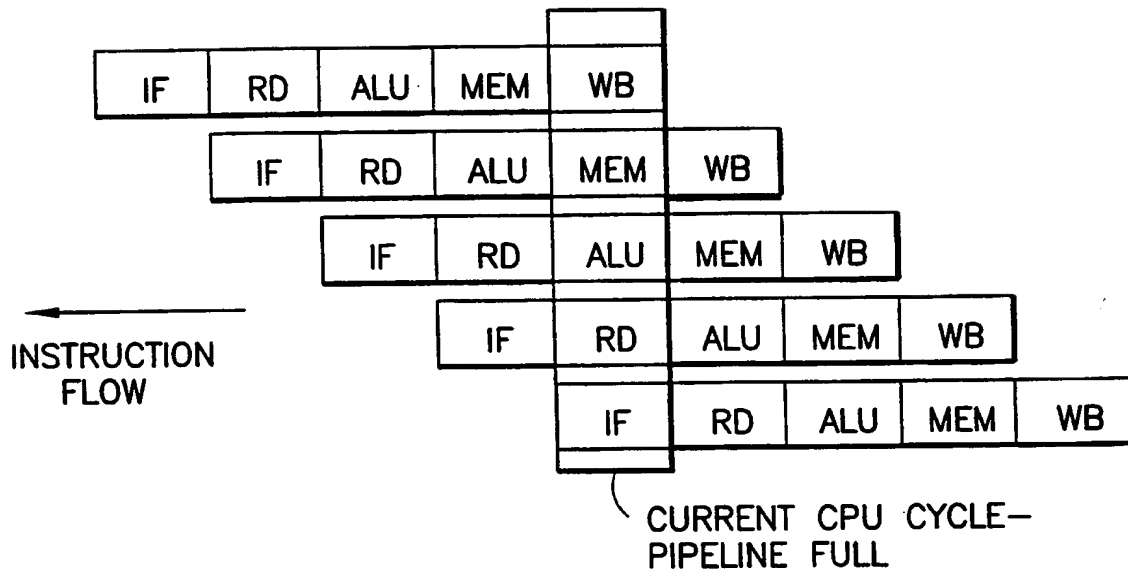 IF RD ALU MEM WB
IF RD ALU MEM WB
IF RD ALU MEM WB
IF RD ALU MEM WB
IF RD ALU MEM WB
INSTRUCTION
FLOW
CURRENT CPU CYCLE—
PIPELINE FULL